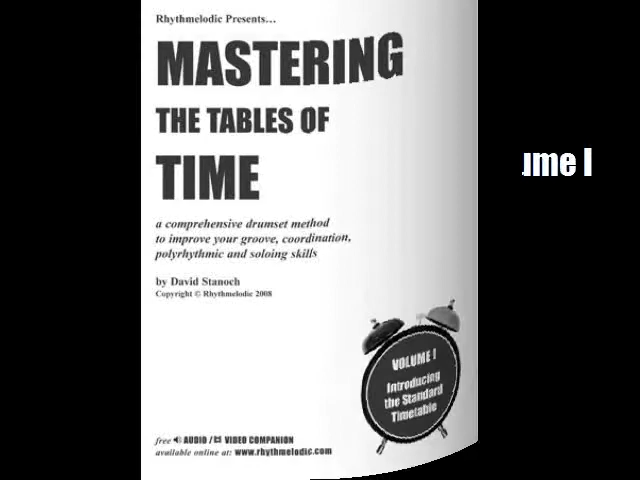 Rhythmelodic Presents...
MASTERING
THE TABLES OF
TIME
a comprehensive drumset method
to improve your groove, coordination,
polyrhythmic and soloing skills
by David Stanoch
Copyright © Rhythmelodic 2008
VOLUME I
Introducing
the Standard
Timetable
free AUDIO / VIDEO COMPANION
available online at: www.rhythmelodic.com
ume I